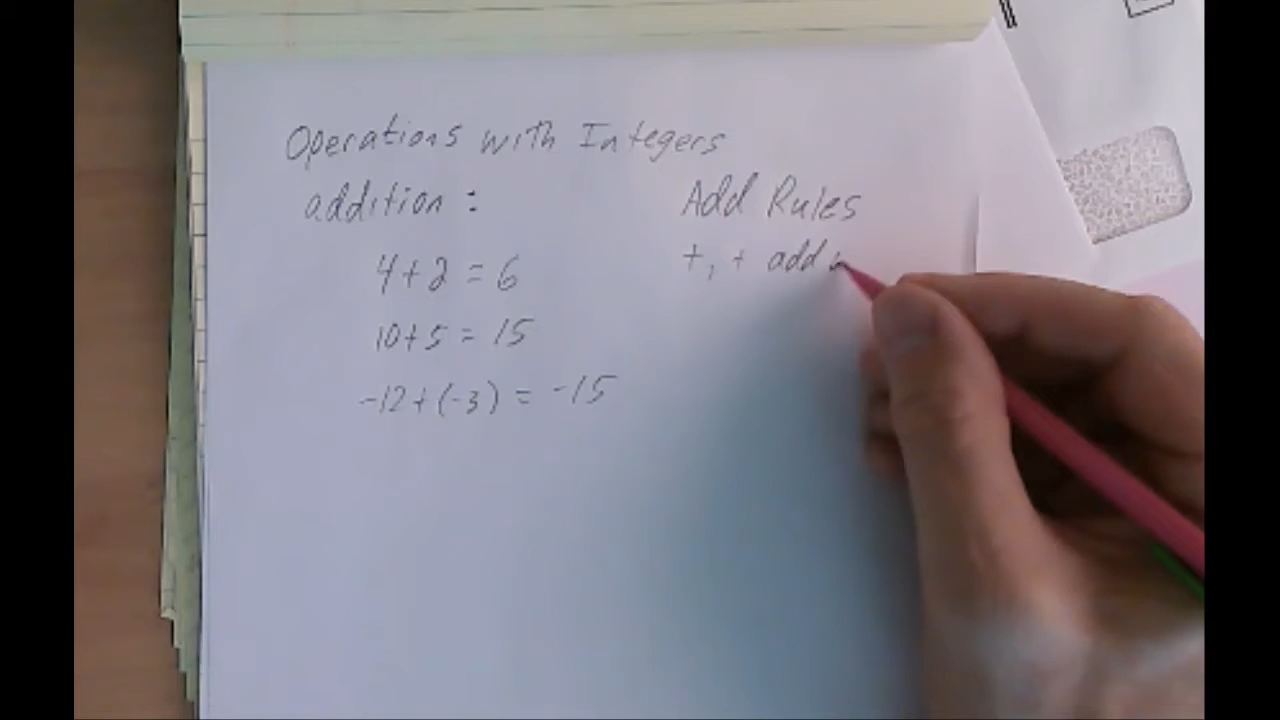 Operations with Integers
addition :
4 + 2 = 6
10 + 5 = 15
-12 + (-3) = -15
Add Rules
+, + add